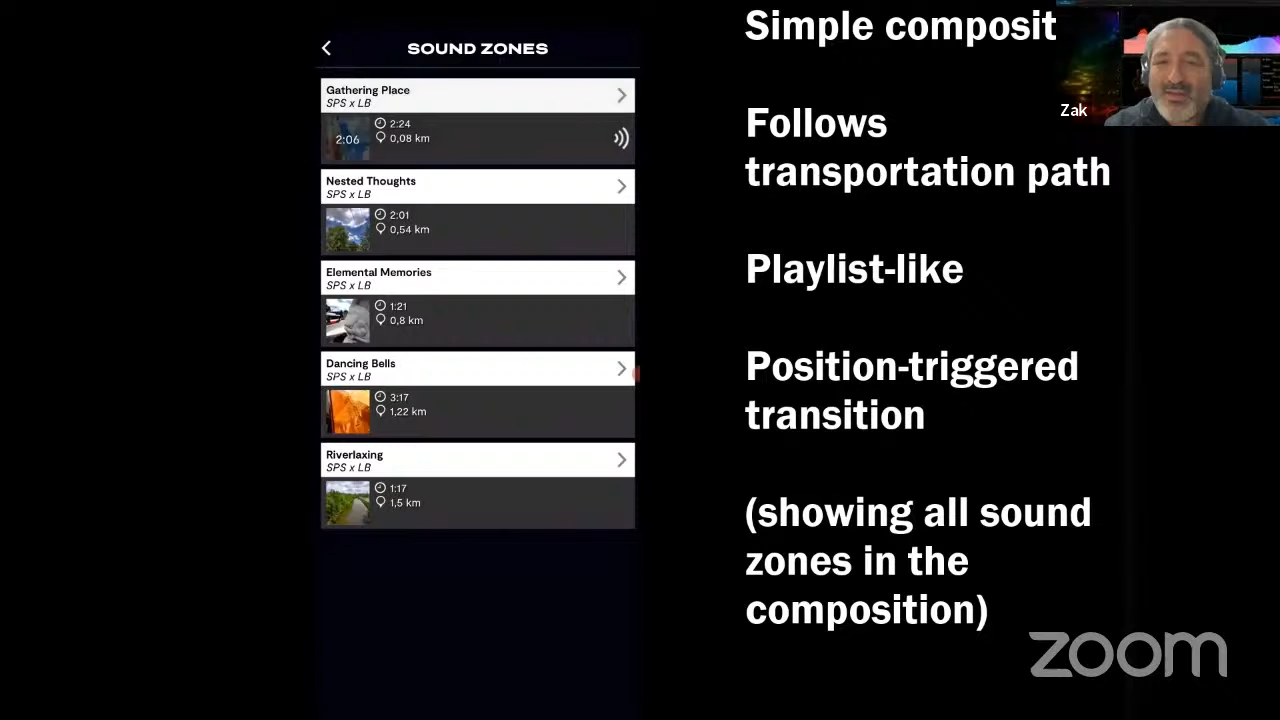 SOUND ZONES
Gathering Place
SPS x LB
2:06
2:24
0,08 km
Nested Thoughts
SPS x LB
2:01
0,54 km
Elemental Memories
SPS x LB
1:21
0,8 km
Dancing Bells
SPS x LB
3:17
1,22 km
Riverlaxing
SPS x LB
1:17
1,5 km
Simple composit
Follows
transportation path
Playlist-like
Position-triggered
transition
(showing all sound
zones in the
composition)
Zak
zoom